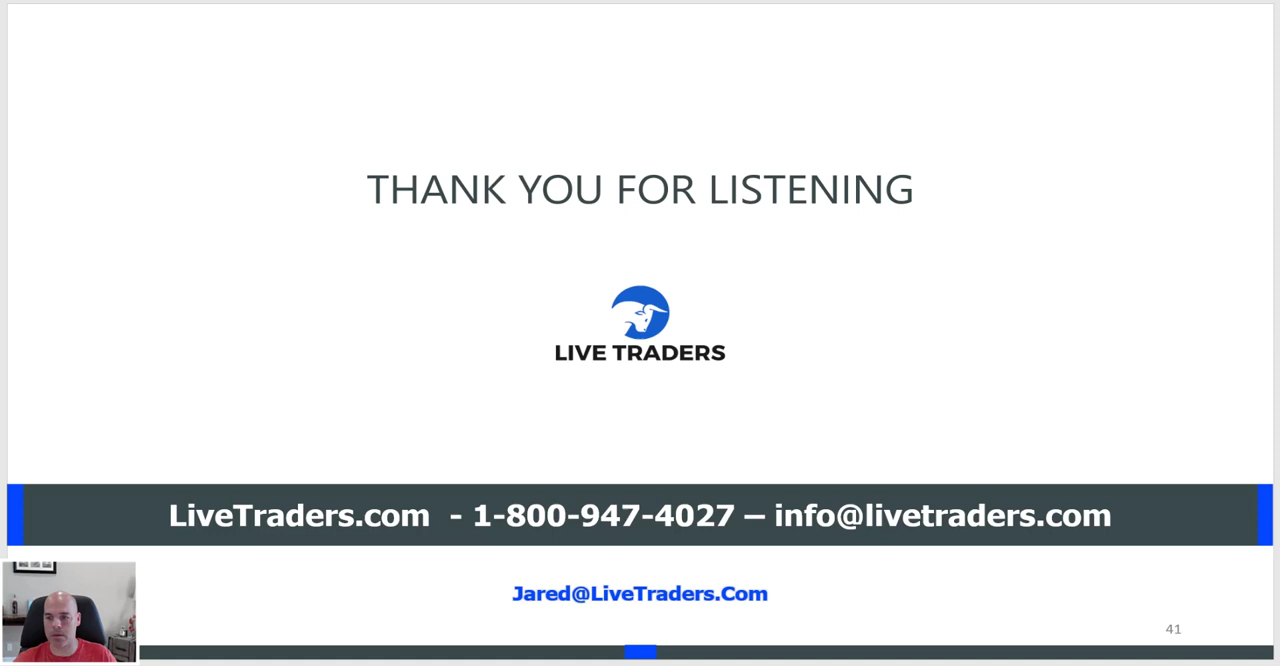 THANK YOU FOR LISTENING
LIVE TRADERS
LiveTraders.com - 1-800-947-4027 – info@livetraders.com
Jared@LiveTraders.Com
41